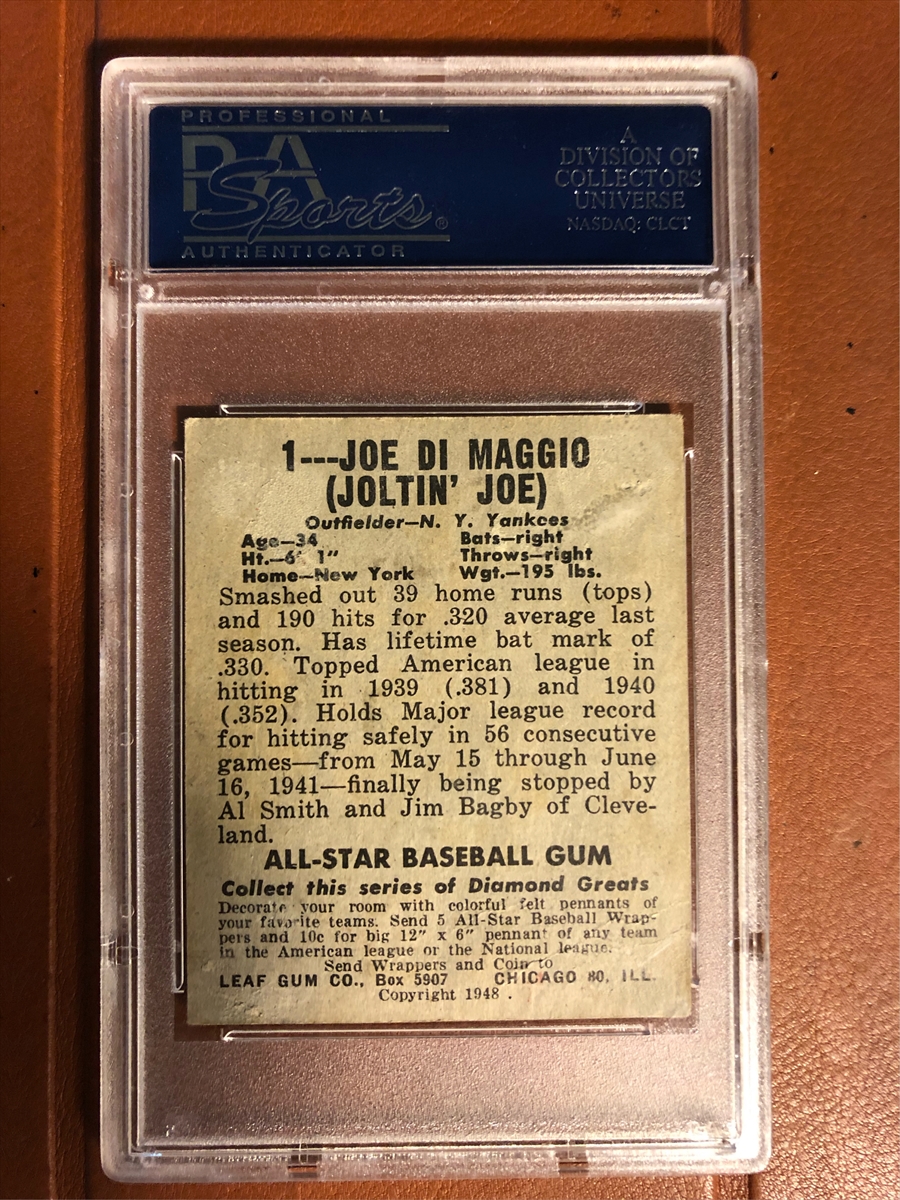 PROFESSIONAL
PSA
Sports®
AUTHENTICATOR
A
DIVISION OF
COLLECTORS
UNIVERSE
NASDAQ: CLCT
1---JOE DI MAGGIO
(JOLTIN' JOE)
Outfielder—N. Y. Yankees
Age—34 Bats—right
Ht.—6' 1" Throws—right
Home—New York Wgt.—195 lbs.
Smashed out 39 home runs (tops)
and 190 hits for .320 average last
season. Has lifetime bat mark of
.330. Topped American league in
hitting in 1939 (.381) and 1940
(.352). Holds Major league record
for hitting safely in 56 consecutive
games—from May 15 through June
16, 1941—finally being stopped by
Al Smith and Jim Bagby of Cleve-
land.
ALL-STAR BASEBALL GUM
Collect this series of Diamond Greats
Decorate your room with colorful felt pennants of
your favorite teams. Send 5 All-Star Baseball Wrap-
pers and 10c for big 12" x 6" pennant of any team
in the American league or the National league.
Send Wrappers and Coin to
LEAF GUM CO., Box 5907 CHICAGO 80, ILL.
Copyright 1948 .